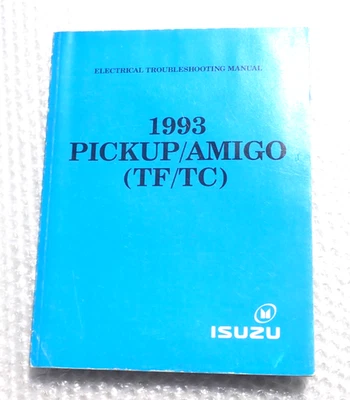 ELECTRICAL TROUBLESHOOTING MANUAL
1993
PICKUP/AMIGO
(TF/TC)
ISUZU